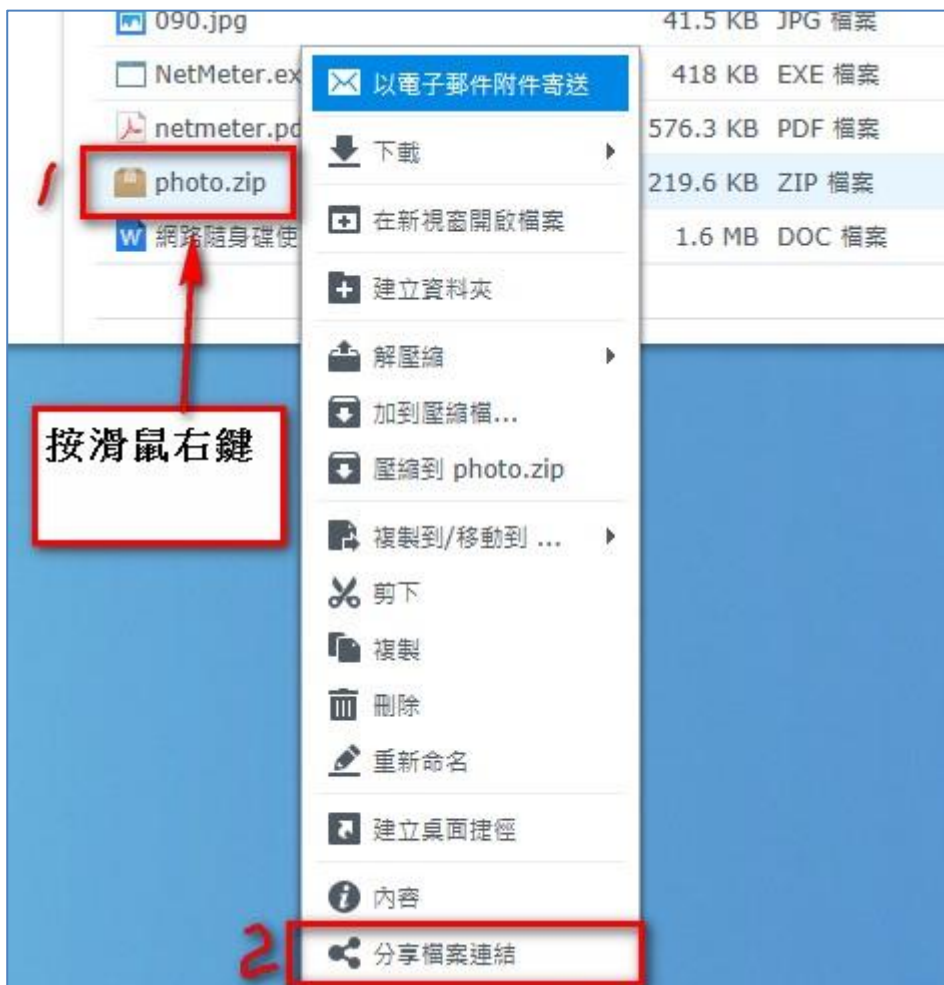 090.jpg 41.5 KB JPG 檔案
NetMeter.ex 418 KB EXE 檔案
netmeter.pd 576.3 KB PDF 檔案
1 photo.zip 219.6 KB ZIP 檔案
網路隨身碟使 1.6 MB DOC 檔案
按滑鼠右鍵
以電子郵件附件寄送
下載
在新視窗開啟檔案
建立資料夾
解壓縮
加到壓縮檔...
壓縮到 photo.zip
複製到/移動到 ...
剪下
複製
刪除
重新命名
建立桌面捷徑
內容
2 分享檔案連結